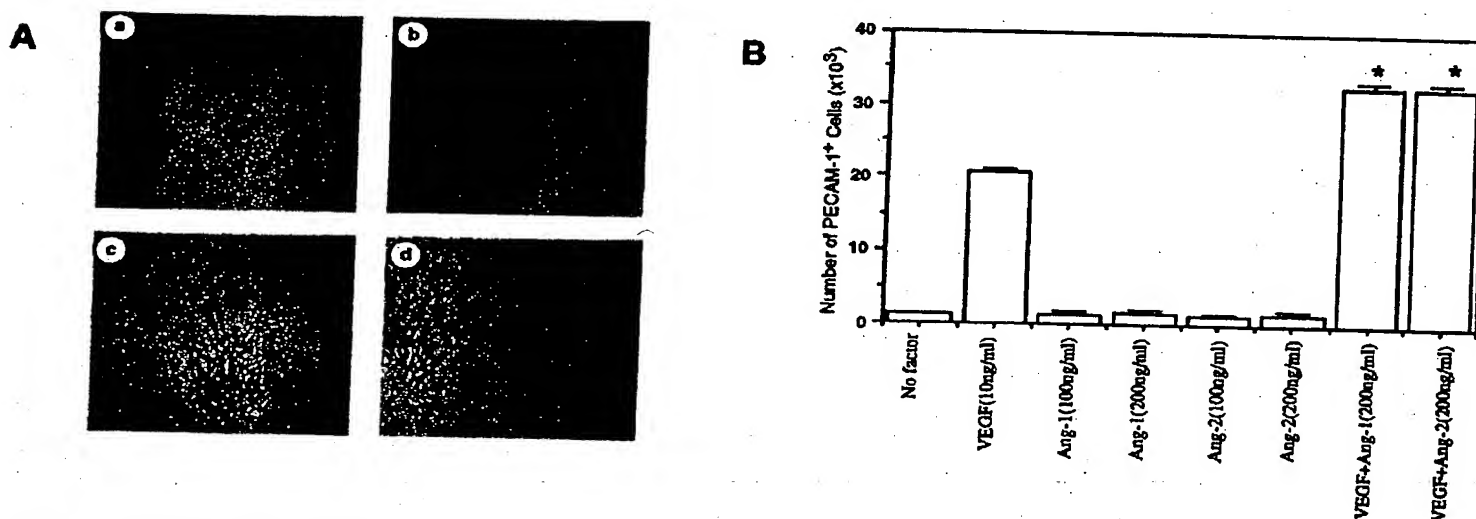 A
a
b
c
d
B
Number of PECAM-1+ Cells (x10³)
40
30
20
10
0
* *
No factor
VEGF(10ng/ml)
Ang-1(100ng/ml)
Ang-1(200ng/ml)
Ang-2(100ng/ml)
Ang-2(200ng/ml)
VEGF+Ang-1(200ng/ml)
VEGF+Ang-2(200ng/ml)